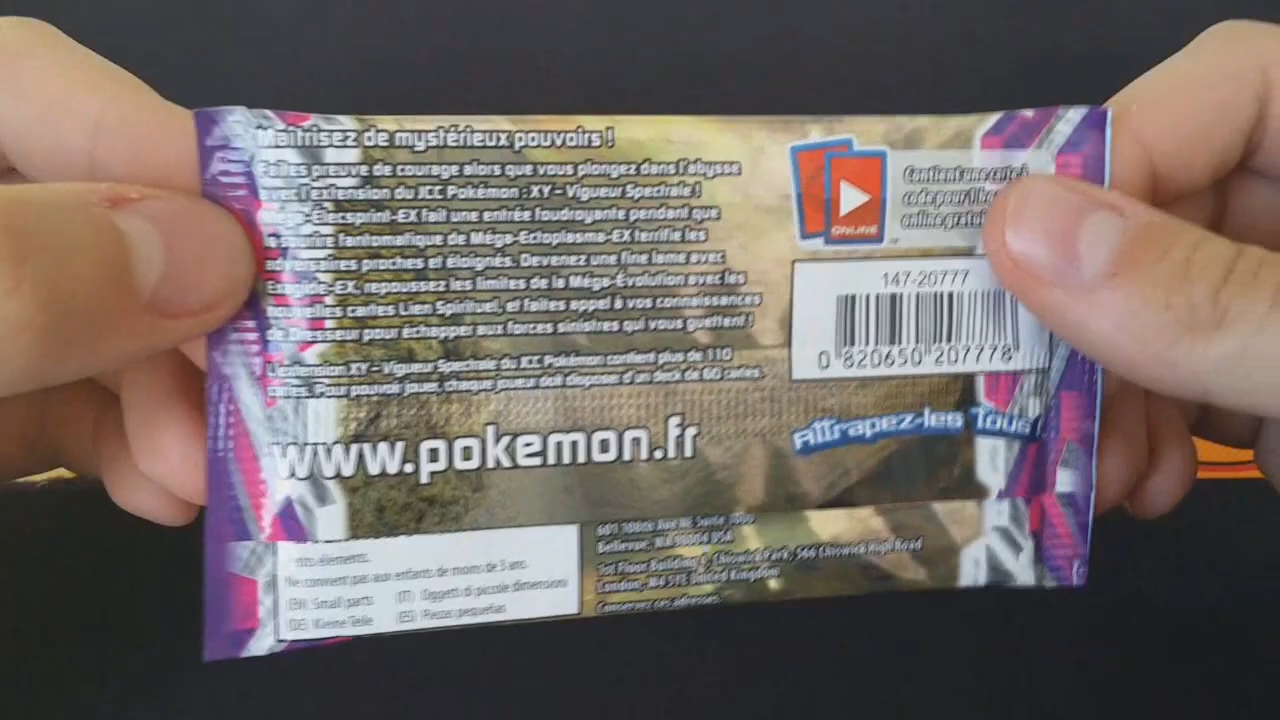 Maîtrisez de mystérieux pouvoirs !
Faites preuve de courage alors que vous plongez dans l'abysse
avec l'extension du JCC Pokémon : XY – Vigueur Spectrale !
Méga-Élecsprint-EX fait une entrée foudroyante pendant que
le sourire fantomatique de Méga-Ectoplasma-EX terrifie les
adversaires proches et éloignés. Devenez une fine lame avec
-EX, repoussez les limites de la Méga-Évolution avec les
nouvelles cartes Lien Spirituel, et faites appel à vos connaissances
de Dresseur pour échapper aux forces sinistres qui vous guettent !
L'extension XY – Vigueur Spectrale du JCC Pokémon contient plus de 110
cartes. Pour pouvoir jouer, chaque joueur doit disposer d'un deck de 60 cartes.
www.pokemon.fr
ONLINE
Contient une carte à
code pour 1 
online gratuit
147-20777
0 820650 207778
Attrapez-les Tous !
éléments.
Ne convient pas aux enfants de moins de 3 ans.
(EN) Small parts (IT) Oggetti di piccole dimensioni
(DE) Kleine Teile (ES) Piezas pequeñas
601 108th Ave NE Suite 1600
Bellevue, WA 98004 USA
1st Floor Building 4, Chiswick Park, 566 Chiswick High Road
London, W4 5YE United Kingdom
Conservez ces adresses.